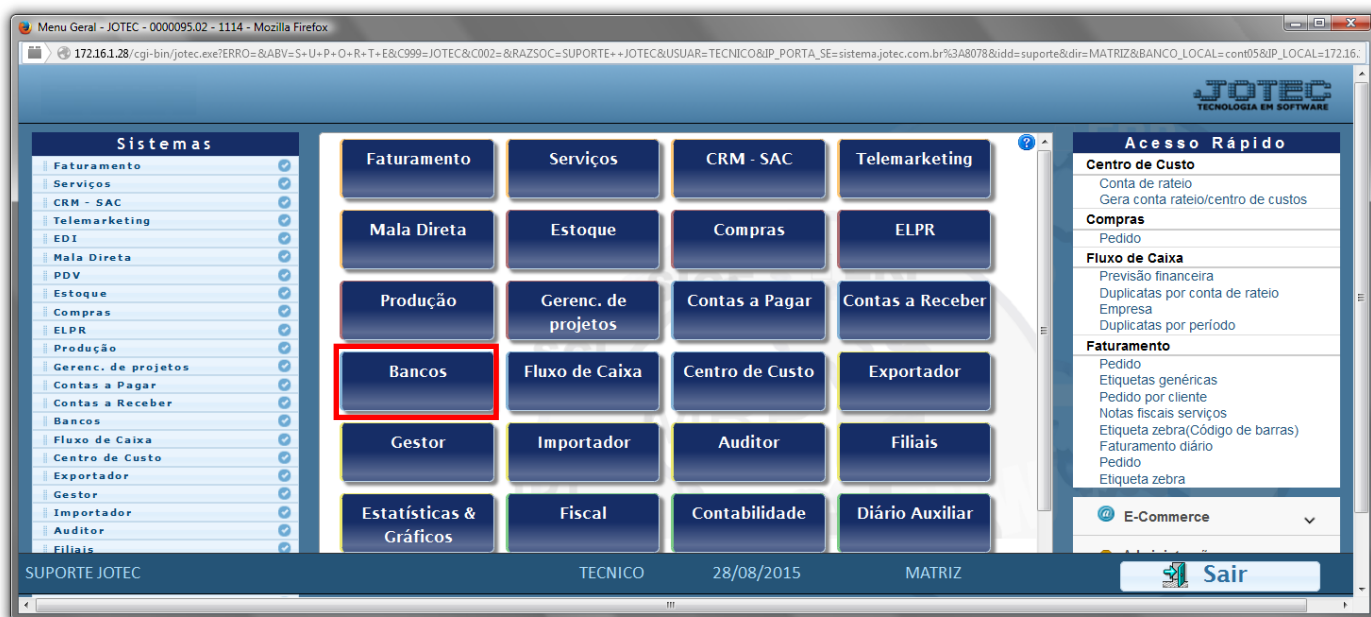 Menu Geral - JOTEC - 0000095.02 - 1114 - Mozilla Firefox
172.16.1.28/cgi-bin/jotec.exe?ERRO=&ABV=S+U+P+O+R+T+E&C999=JOTEC&C002=&RAZSOC=SUPORTE++JOTEC&USUAR=TECNICO&IP_PORTA_SE=sistema.jotec.com.br%3A8078&idd=suporte&dir=MATRIZ&BANCO_LOCAL=cont05&IP_LOCAL=172.16.
JOTEC
TECNOLOGIA EM SOFTWARE
Sistemas
Faturamento
Serviços
CRM - SAC
Telemarketing
EDI
Mala Direta
PDV
Estoque
Compras
ELPR
Produção
Gerenc. de projetos
Contas a Pagar
Contas a Receber
Bancos
Fluxo de Caixa
Centro de Custo
Exportador
Gestor
Importador
Auditor
Filiais
Faturamento
Serviços
CRM - SAC
Telemarketing
Mala Direta
Estoque
Compras
ELPR
Produção
Gerenc. de
projetos
Contas a Pagar
Contas a Receber
Bancos
Fluxo de Caixa
Centro de Custo
Exportador
Gestor
Importador
Auditor
Filiais
Estatísticas &
Gráficos
Fiscal
Contabilidade
Diário Auxiliar
Acesso Rápido
Centro de Custo
Conta de rateio
Gera conta rateio/centro de custos
Compras
Pedido
Fluxo de Caixa
Previsão financeira
Duplicatas por conta de rateio
Empresa
Duplicatas por período
Faturamento
Pedido
Etiquetas genéricas
Pedido por cliente
Notas fiscais serviços
Etiqueta zebra(Código de barras)
Faturamento diário
Pedido
Etiqueta zebra
E-Commerce
SUPORTE JOTEC
TECNICO
28/08/2015
MATRIZ
Sair